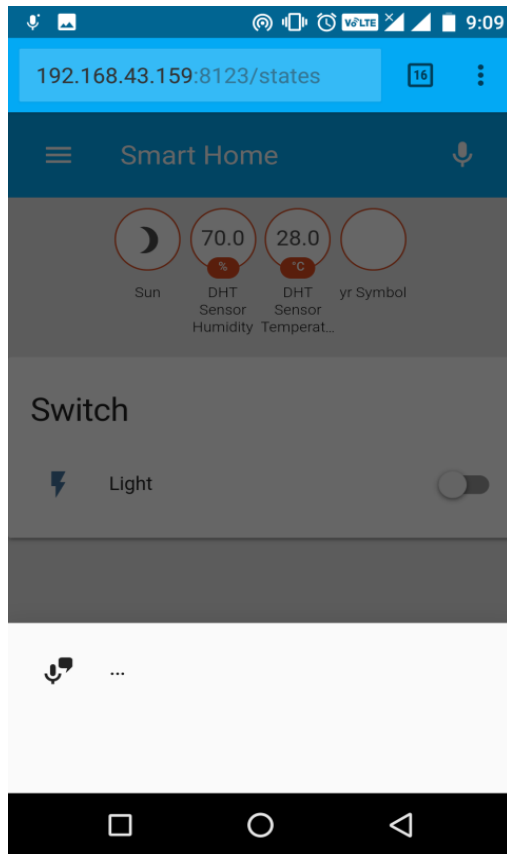 VoLTE 9:09
192.168.43.159:8123/states 16
Smart Home
70.0 28.0
% °C
Sun DHT DHT yr Symbol
Sensor Sensor
Humidity Temperat...
Switch
Light
...